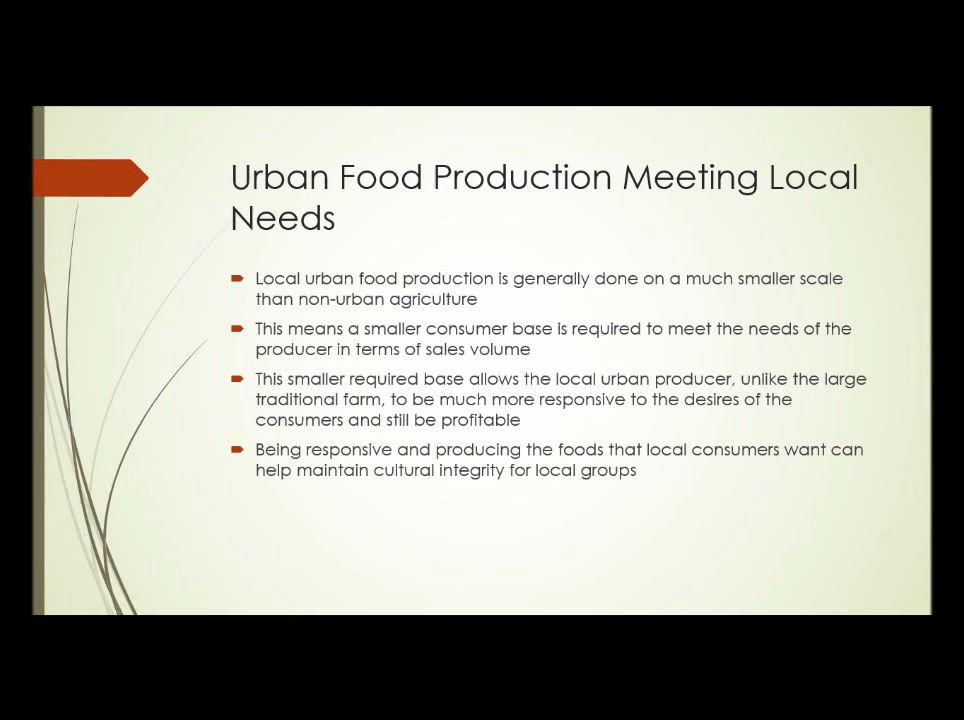 Urban Food Production Meeting Local
Needs
Local urban food production is generally done on a much smaller scale
than non-urban agriculture
This means a smaller consumer base is required to meet the needs of the
producer in terms of sales volume
This smaller required base allows the local urban producer, unlike the large
traditional farm, to be much more responsive to the desires of the
consumers and still be profitable
Being responsive and producing the foods that local consumers want can
help maintain cultural integrity for local groups